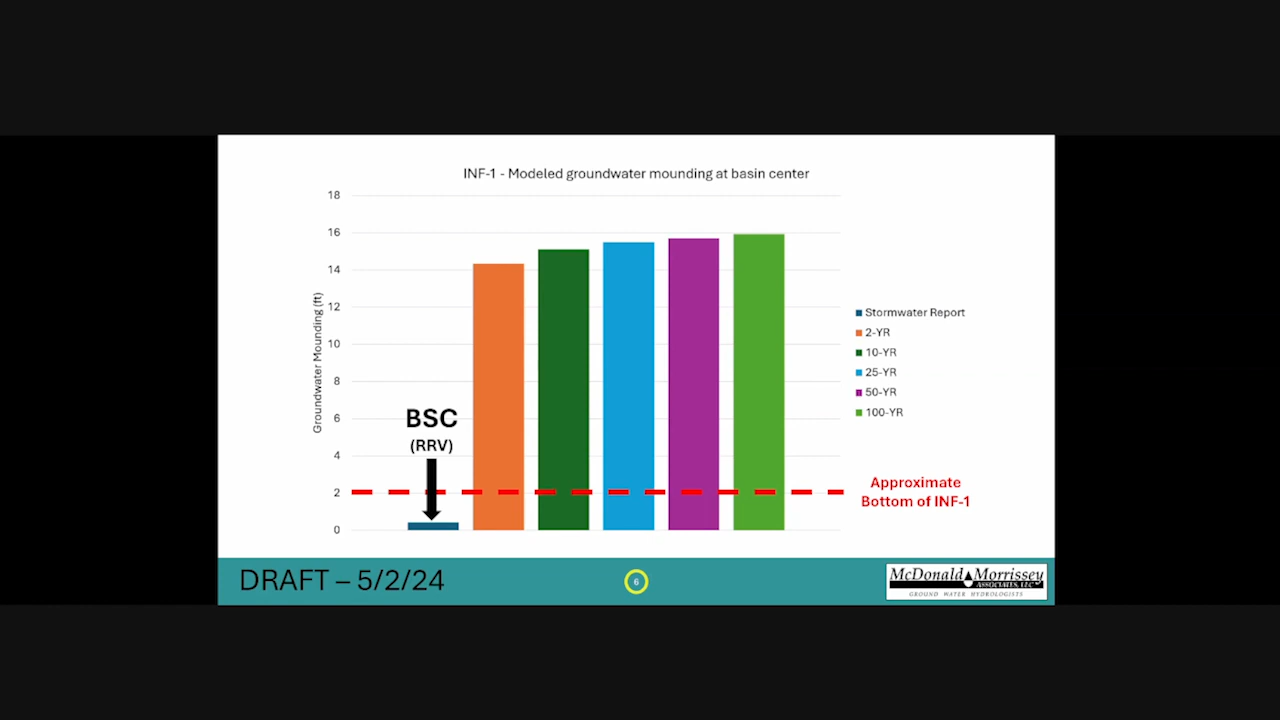 INF-1 - Modeled groundwater mounding at basin center
18
16
14
12
10
8
6
4
2
0
Groundwater Mounding (ft)
BSC
(RRV)
Stormwater Report
2-YR
10-YR
25-YR
50-YR
100-YR
Approximate
Bottom of INF-1
DRAFT – 5/2/24
6
McDonald Morrissey
ASSOCIATES, LLC
GROUND WATER HYDROLOGISTS